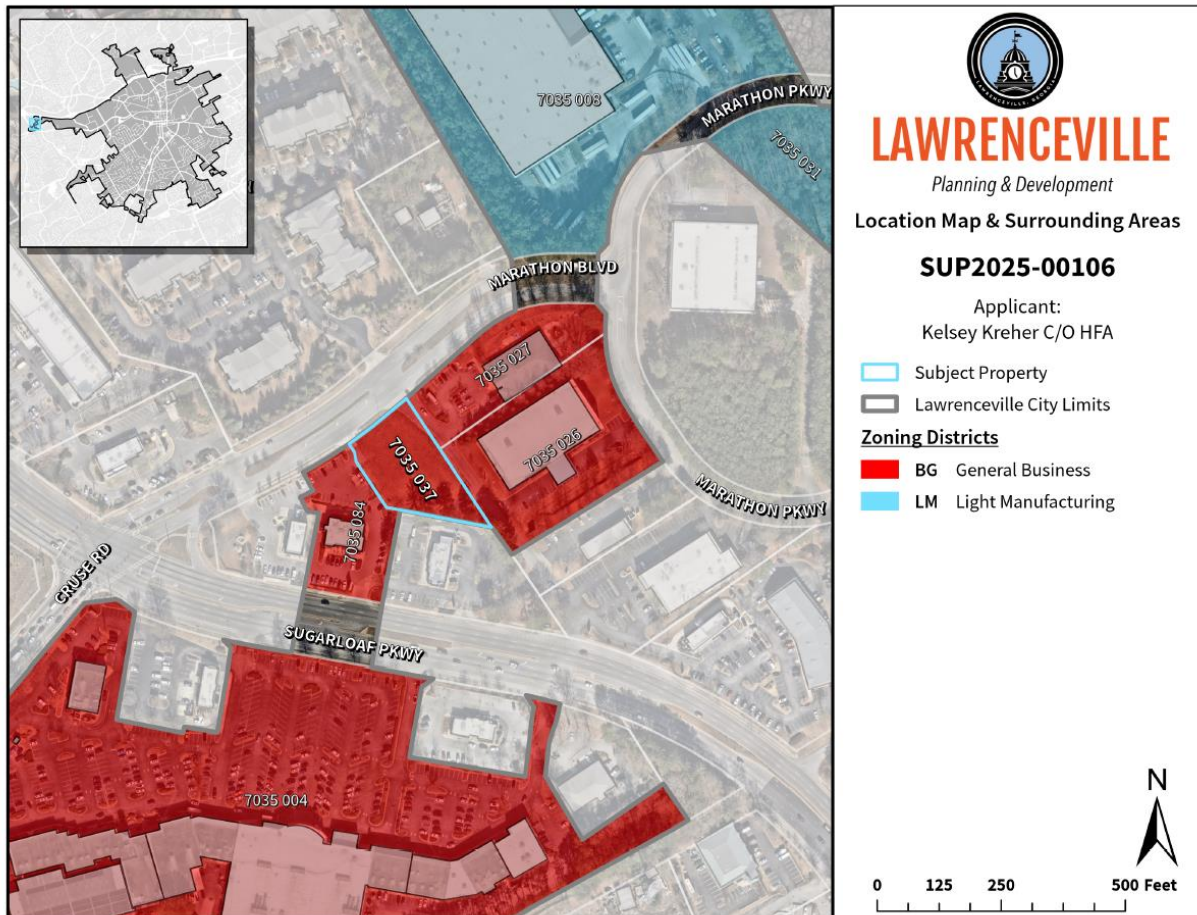 7035 008
MARATHON PKWY
7035 031
MARATHON BLVD
7035 027
7035 026
7035 037
7035 084
MARATHON PKWY
CRUSE RD
SUGARLOAF PKWY
7035 004
LAWRENCEVILLE, GEORGIA
LAWRENCEVILLE
Planning & Development
Location Map & Surrounding Areas
SUP2025-00106
Applicant:
Kelsey Kreher C/O HFA
Subject Property
Lawrenceville City Limits
Zoning Districts
BG General Business
LM Light Manufacturing
N
0 125 250 500 Feet